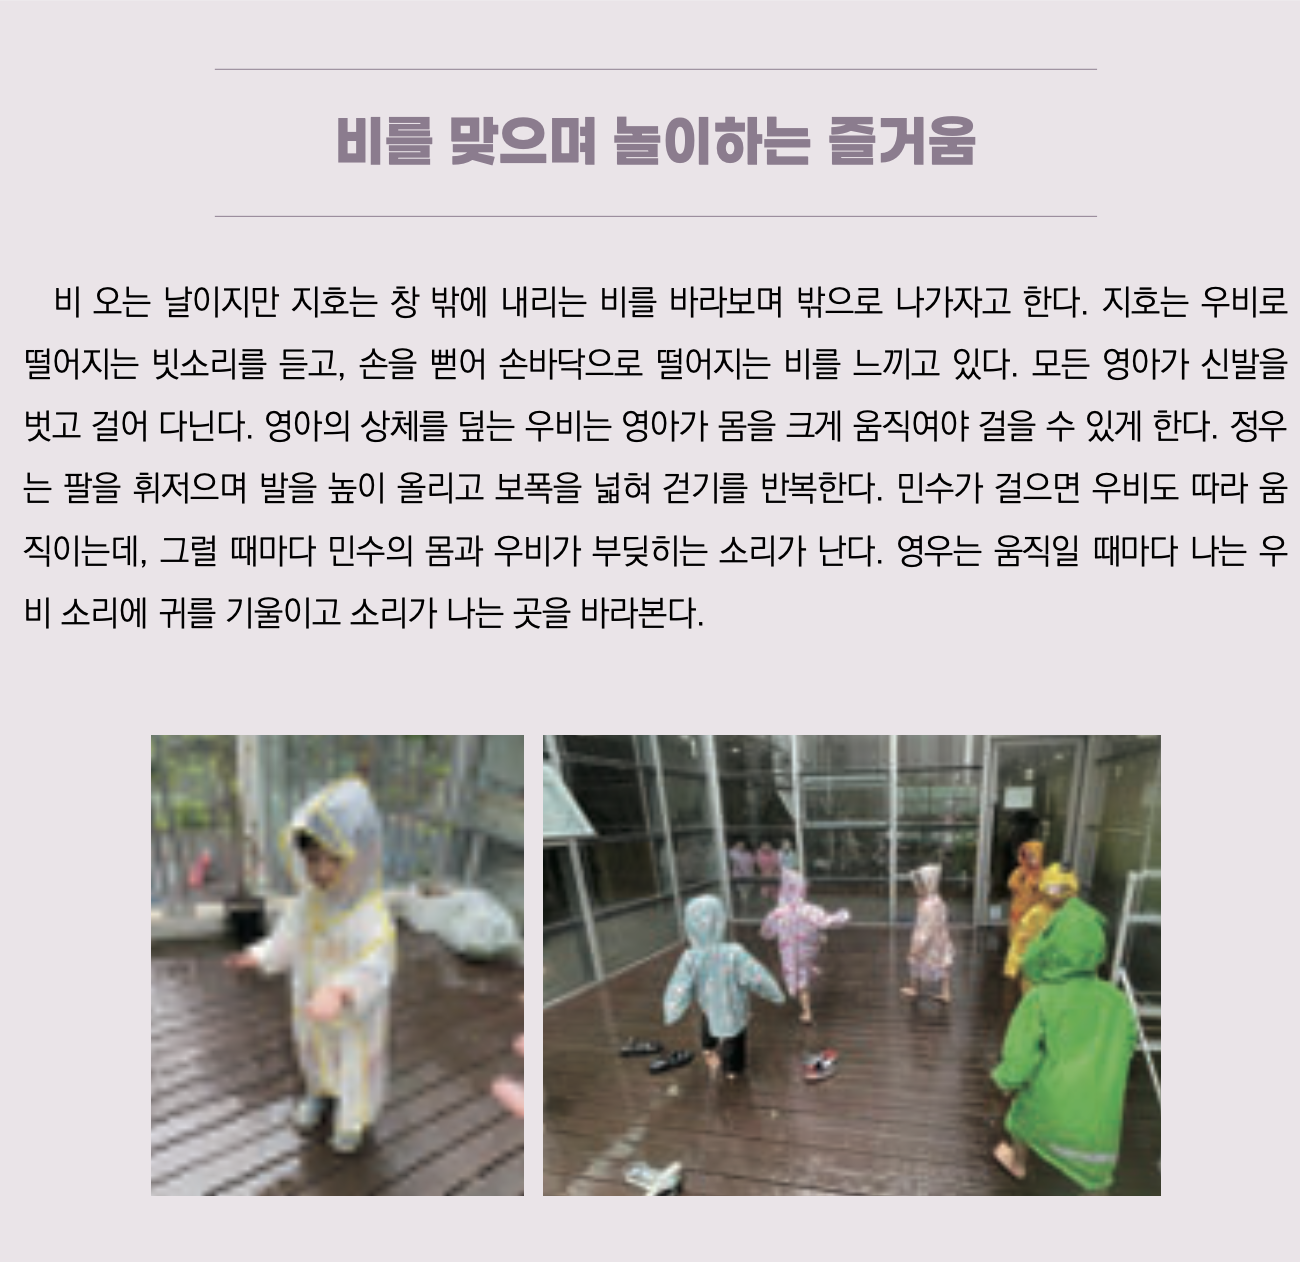 비를 맞으며 놀이하는 즐거움
비 오는 날이지만 지호는 창 밖에 내리는 비를 바라보며 밖으로 나가자고 한다. 지호는 우비로
떨어지는 빗소리를 듣고, 손을 뻗어 손바닥으로 떨어지는 비를 느끼고 있다. 모든 영아가 신발을
벗고 걸어 다닌다. 영아의 상체를 덮는 우비는 영아가 몸을 크게 움직여야 걸을 수 있게 한다. 정우
는 팔을 휘저으며 발을 높이 올리고 보폭을 넓혀 걷기를 반복한다. 민수가 걸으면 우비도 따라 움
직이는데, 그럴 때마다 민수의 몸과 우비가 부딪히는 소리가 난다. 영우는 움직일 때마다 나는 우
비 소리에 귀를 기울이고 소리가 나는 곳을 바라본다.